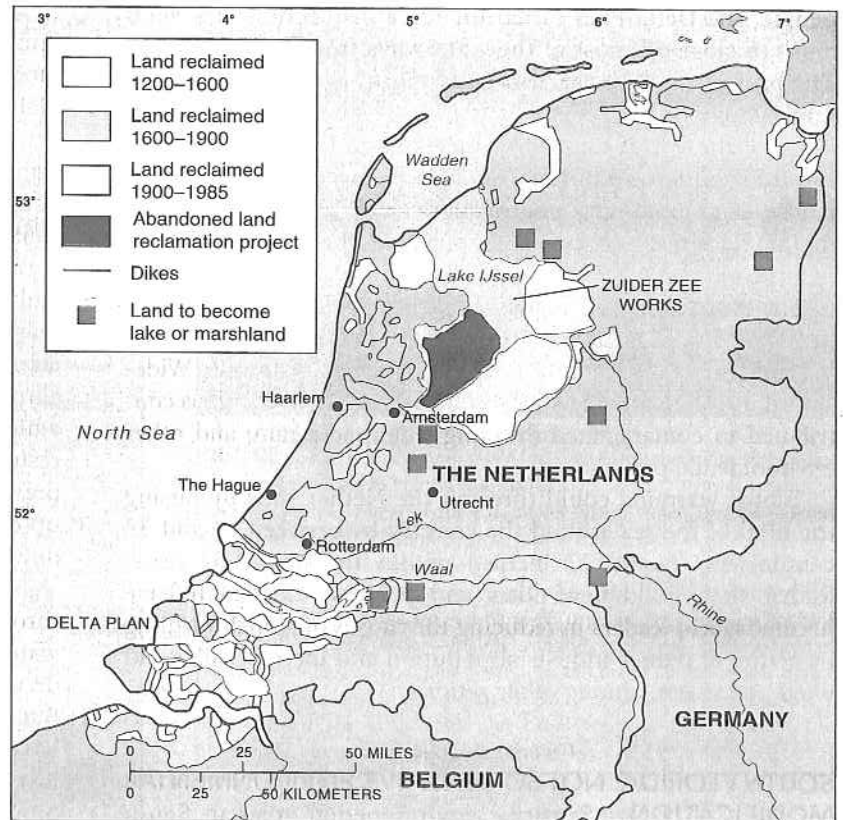 3° 4° 5° 6° 7°
Land reclaimed
1200–1600
Land reclaimed
1600–1900
Land reclaimed
1900–1985
Abandoned land
reclamation project
Dikes
Land to become
lake or marshland
Wadden
Sea
53°
Lake IJssel
ZUIDER ZEE
WORKS
Haarlem
Amsterdam
North Sea
THE NETHERLANDS
The Hague
Utrecht
52°
Lek
Rotterdam
Waal
Rhine
DELTA PLAN
GERMANY
0 25 50 MILES
BELGIUM
0 25 50 KILOMETERS